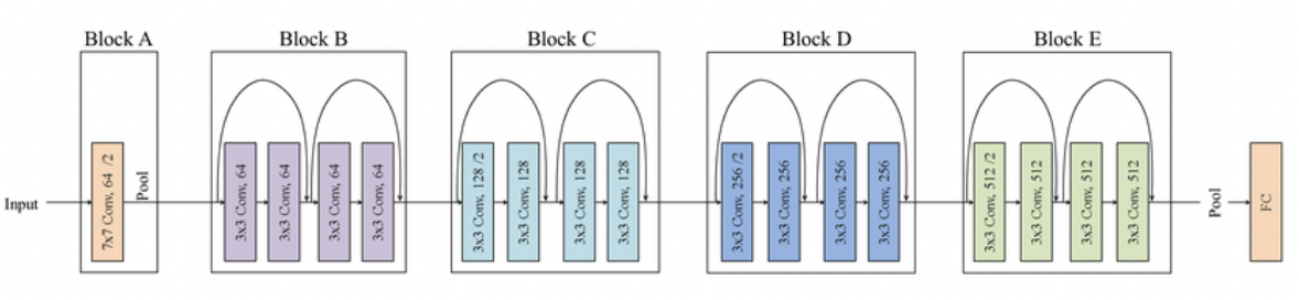 Block A
Block B
Block C
Block D
Block E
Input
7x7 Conv, 64 /2
Pool
3x3 Conv, 64
3x3 Conv, 64
3x3 Conv, 64
3x3 Conv, 64
3x3 Conv, 128 /2
3x3 Conv, 128
3x3 Conv, 128
3x3 Conv, 128
3x3 Conv, 256 /2
3x3 Conv, 256
3x3 Conv, 256
3x3 Conv, 256
3x3 Conv, 512 /2
3x3 Conv, 512
3x3 Conv, 512
3x3 Conv, 512
Pool
FC